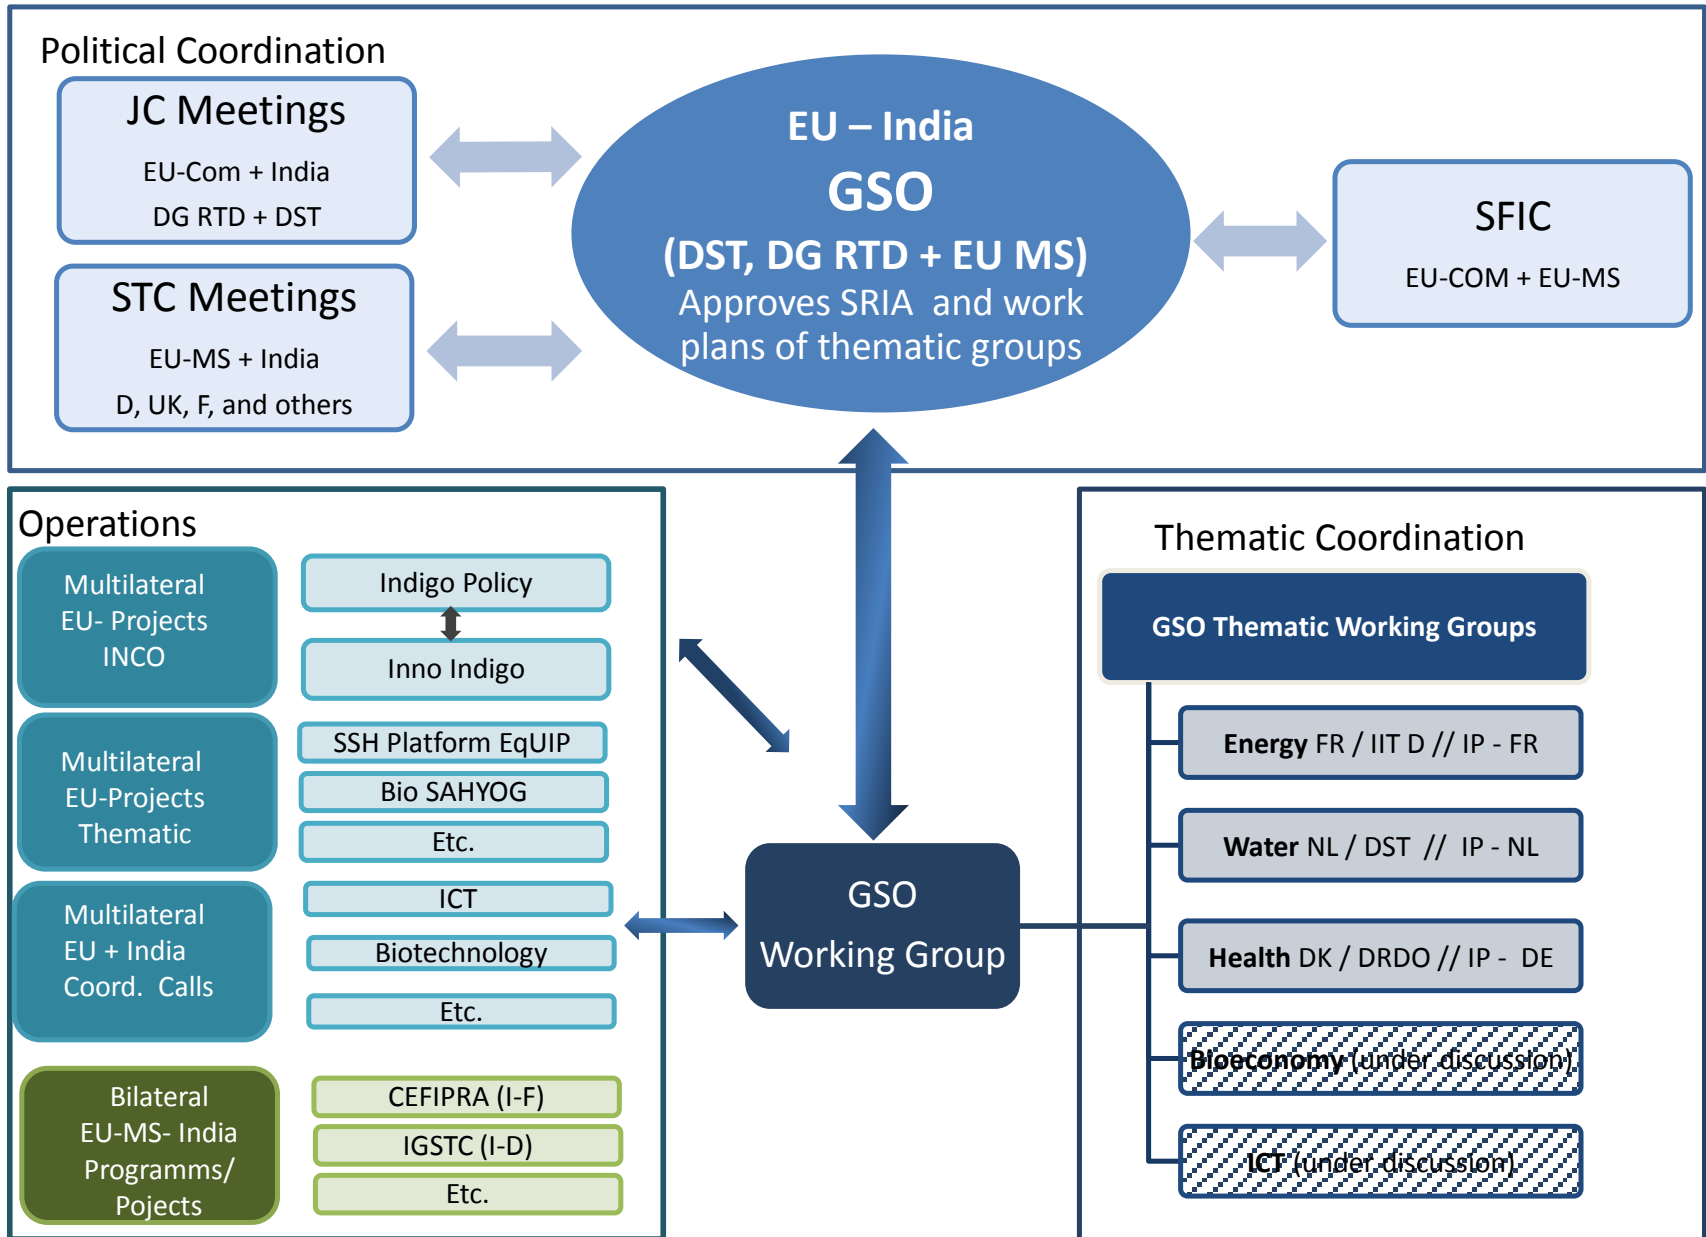 Political Coordination
JC Meetings
EU-Com + India
DG RTD + DST
STC Meetings
EU-MS + India
D, UK, F, and others
EU – India
GSO
(DST, DG RTD + EU MS)
Approves SRIA and work
plans of thematic groups
SFIC
EU-COM + EU-MS
Operations
Multilateral
EU- Projects
INCO
Indigo Policy
Inno Indigo
Multilateral
EU-Projects
Thematic
SSH Platform EqUIP
Bio SAHYOG
Etc.
Multilateral
EU + India
Coord. Calls
ICT
Biotechnology
Etc.
Bilateral
EU-MS- India
Programms/
Pojects
CEFIPRA (I-F)
IGSTC (I-D)
Etc.
GSO
Working Group
Thematic Coordination
GSO Thematic Working Groups
Energy FR / IIT D // IP - FR
Water NL / DST // IP - NL
Health DK / DRDO // IP - DE
Bioeconomy (under discussion)
ICT (under discussion)